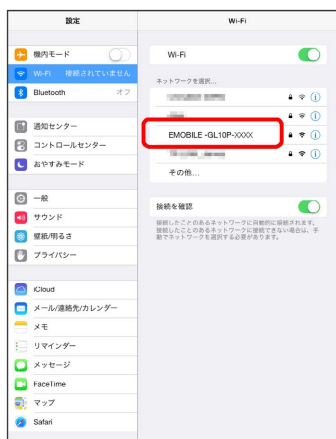 設定
機内モード
Wi-Fi 接続されていません
Bluetooth オフ
通知センター
コントロールセンター
おやすみモード
一般
サウンド
壁紙/明るさ
プライバシー
iCloud
メール/連絡先/カレンダー
メモ
リマインダー
メッセージ
FaceTime
マップ
Safari
Wi-Fi
Wi-Fi
ネットワークを選択...
EMOBILE -GL10P-XXXX
その他...
接続を確認
接続したことのあるネットワークに自動的に接続されます。
接続したことのあるネットワークに接続できない場合は、手
動でネットワークを選択する必要があります。